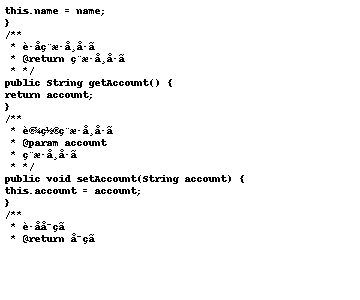 this.name = name;
}
/**
 * è·åç¨æ·å¸å·ã
 * @return ç¨æ·å¸å·ã
 * */
public String getAccount() {
return account;
}
/**
 * è®¾ç½®ç¨æ·å¸å·ã
 * @param account
 * ç¨æ·å¸å·ã
 * */
public void setAccount(String account) {
this.account = account;
}
/**
 * è·åå¯ç ã
 * @return å¯ç ã